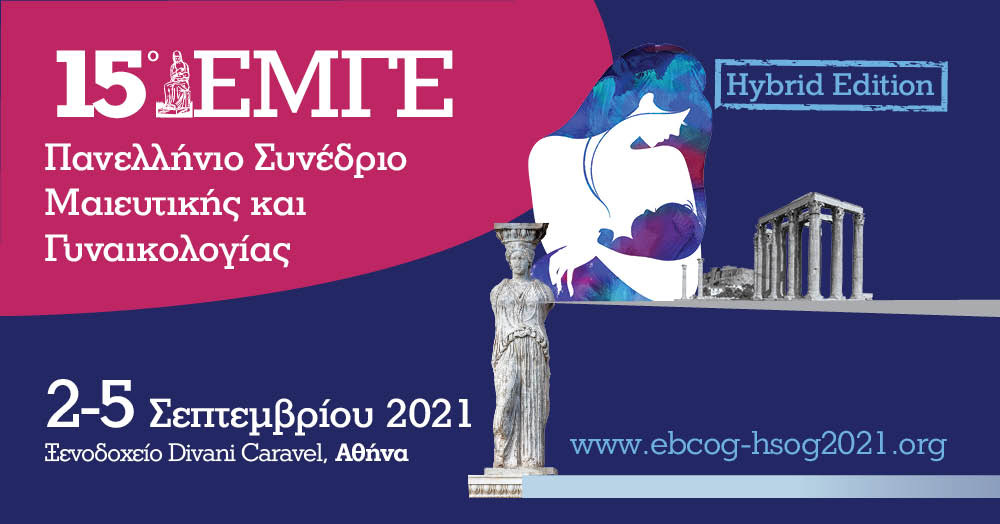 15ο ΕΜΓΕ
Πανελλήνιο Συνέδριο
Μαιευτικής και
Γυναικολογίας
Hybrid Edition
2-5 Σεπτεμβρίου 2021
Ξενοδοχείο Divani Caravel, Αθήνα
www.ebcog-hsog2021.org